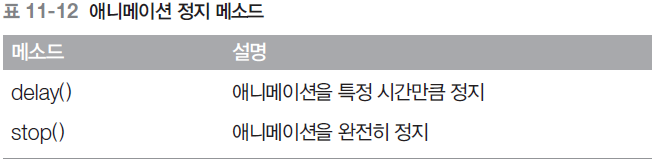 표 11-12 애니메이션 정지 메소드
메소드 설명
delay() 애니메이션을 특정 시간만큼 정지
stop() 애니메이션을 완전히 정지